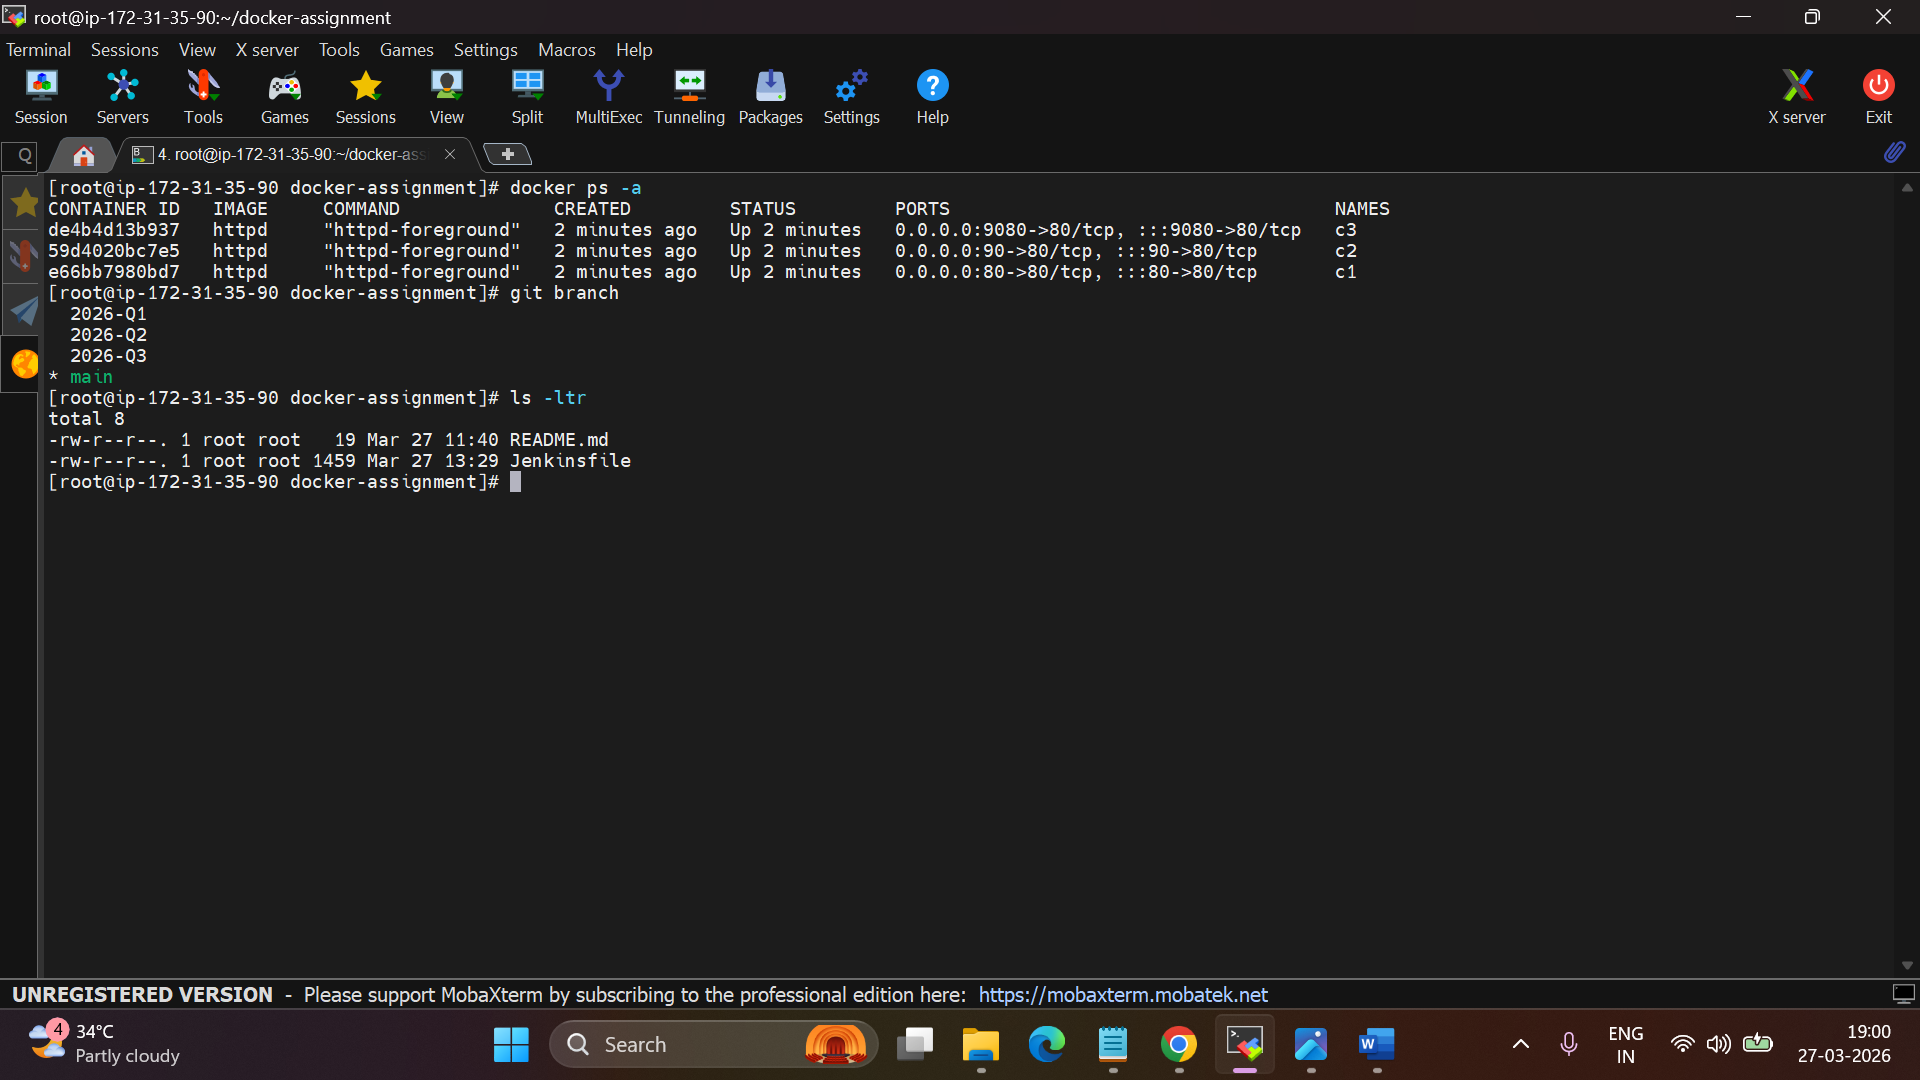 root@ip-172-31-35-90:~/docker-assignment
Terminal Sessions View X server Tools Games Settings Macros Help
Session Servers Tools Games Sessions View Split MultiExec Tunneling Packages Settings Help X server Exit
4. root@ip-172-31-35-90:~/docker-ass
[root@ip-172-31-35-90 docker-assignment]# docker ps -a
CONTAINER ID   IMAGE     COMMAND              CREATED         STATUS         PORTS                                   NAMES
de4b4d13b937   httpd     "httpd-foreground"   2 minutes ago   Up 2 minutes   0.0.0.0:9080->80/tcp, :::9080->80/tcp   c3
59d4020bc7e5   httpd     "httpd-foreground"   2 minutes ago   Up 2 minutes   0.0.0.0:90->80/tcp, :::90->80/tcp       c2
e66bb7980bd7   httpd     "httpd-foreground"   2 minutes ago   Up 2 minutes   0.0.0.0:80->80/tcp, :::80->80/tcp       c1
[root@ip-172-31-35-90 docker-assignment]# git branch
  2026-Q1
  2026-Q2
  2026-Q3
* main
[root@ip-172-31-35-90 docker-assignment]# ls -ltr
total 8
-rw-r--r--. 1 root root   19 Mar 27 11:40 README.md
-rw-r--r--. 1 root root 1459 Mar 27 13:29 Jenkinsfile
[root@ip-172-31-35-90 docker-assignment]#
UNREGISTERED VERSION - Please support MobaXterm by subscribing to the professional edition here: https://mobaxterm.mobatek.net
4 34°C
Partly cloudy
Search
ENG
IN
19:00
27-03-2026